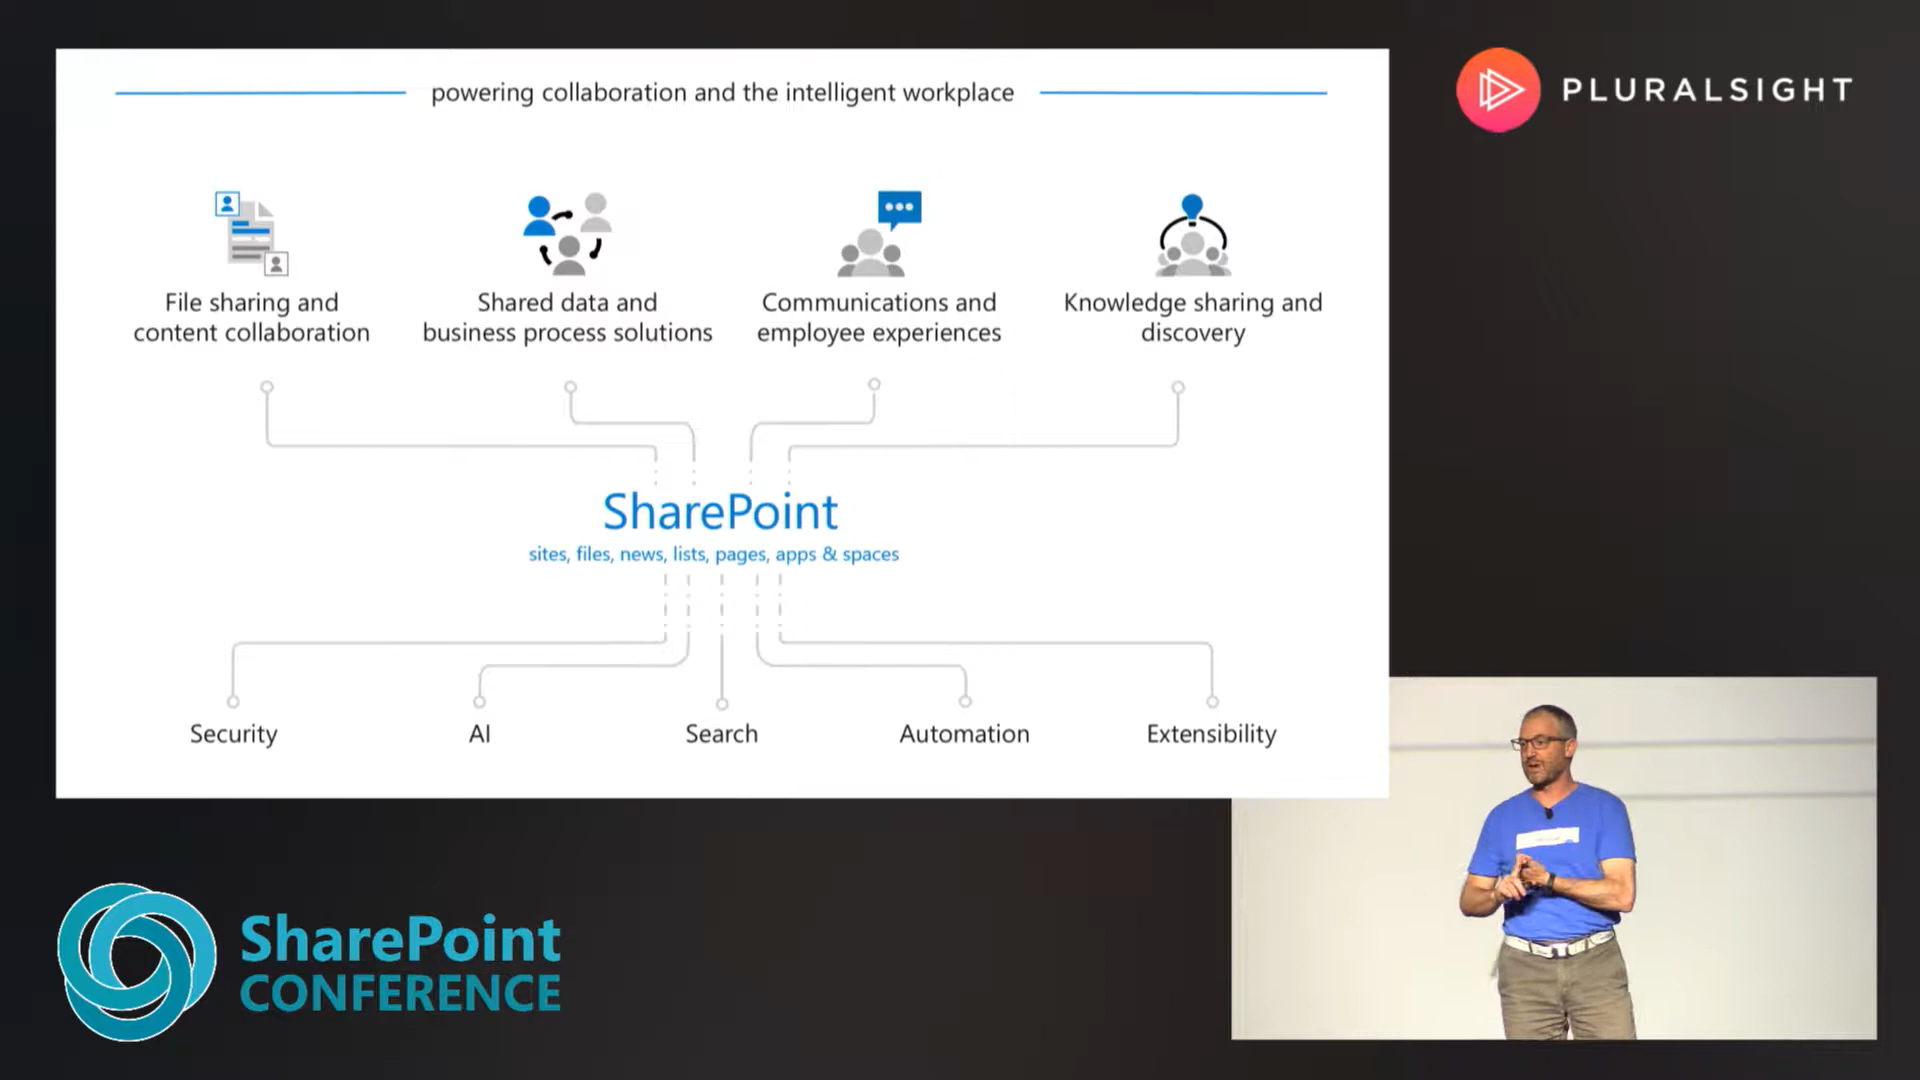 powering collaboration and the intelligent workplace
PLURALSIGHT
File sharing and
content collaboration
Shared data and
business process solutions
Communications and
employee experiences
Knowledge sharing and
discovery
SharePoint
sites, files, news, lists, pages, apps & spaces
Security
AI
Search
Automation
Extensibility
SharePoint
CONFERENCE